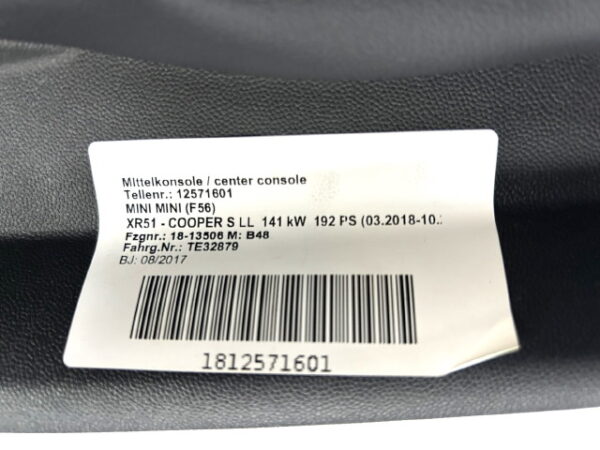 Mittelkonsole / center console
Teilenr.: 12571601
MINI MINI (F56)
XR51 - COOPER S LL 141 kW 192 PS (03.2018-10.
Fzgnr.: 18-13506 M: B48
Fahrg.Nr.: TE32879
BJ: 08/2017
1812571601